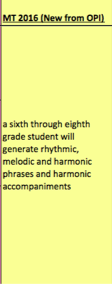 MT 2016 (New from OPI)
a sixth through eighth
grade student will
generate rhythmic,
melodic and harmonic
phrases and harmonic
accompaniments